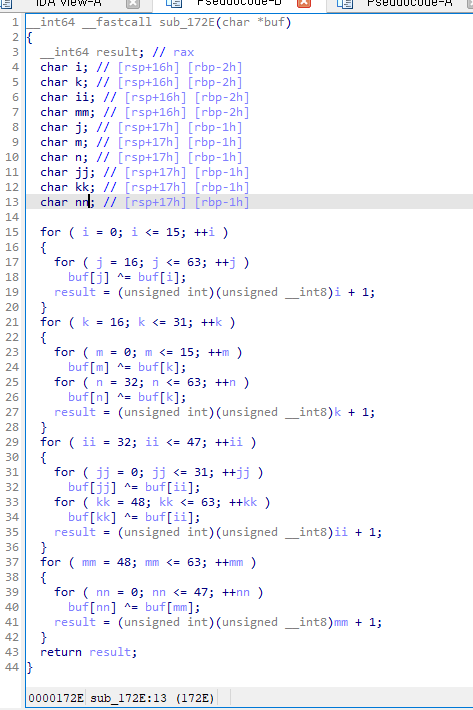 IDA View-A Pseudocode-B Pseudocode-A
1 __int64 __fastcall sub_172E(char *buf)
2 {
3 __int64 result; // rax
4 char i; // [rsp+16h] [rbp-2h]
5 char k; // [rsp+16h] [rbp-2h]
6 char ii; // [rsp+16h] [rbp-2h]
7 char mm; // [rsp+16h] [rbp-2h]
8 char j; // [rsp+17h] [rbp-1h]
9 char m; // [rsp+17h] [rbp-1h]
10 char n; // [rsp+17h] [rbp-1h]
11 char jj; // [rsp+17h] [rbp-1h]
12 char kk; // [rsp+17h] [rbp-1h]
13 char nn; // [rsp+17h] [rbp-1h]
14
15 for ( i = 0; i <= 15; ++i )
16 {
17 for ( j = 16; j <= 63; ++j )
18 buf[j] ^= buf[i];
19 result = (unsigned int)(unsigned __int8)i + 1;
20 }
21 for ( k = 16; k <= 31; ++k )
22 {
23 for ( m = 0; m <= 15; ++m )
24 buf[m] ^= buf[k];
25 for ( n = 32; n <= 63; ++n )
26 buf[n] ^= buf[k];
27 result = (unsigned int)(unsigned __int8)k + 1;
28 }
29 for ( ii = 32; ii <= 47; ++ii )
30 {
31 for ( jj = 0; jj <= 31; ++jj )
32 buf[jj] ^= buf[ii];
33 for ( kk = 48; kk <= 63; ++kk )
34 buf[kk] ^= buf[ii];
35 result = (unsigned int)(unsigned __int8)ii + 1;
36 }
37 for ( mm = 48; mm <= 63; ++mm )
38 {
39 for ( nn = 0; nn <= 47; ++nn )
40 buf[nn] ^= buf[mm];
41 result = (unsigned int)(unsigned __int8)mm + 1;
42 }
43 return result;
44 }
0000172E sub_172E:13 (172E)